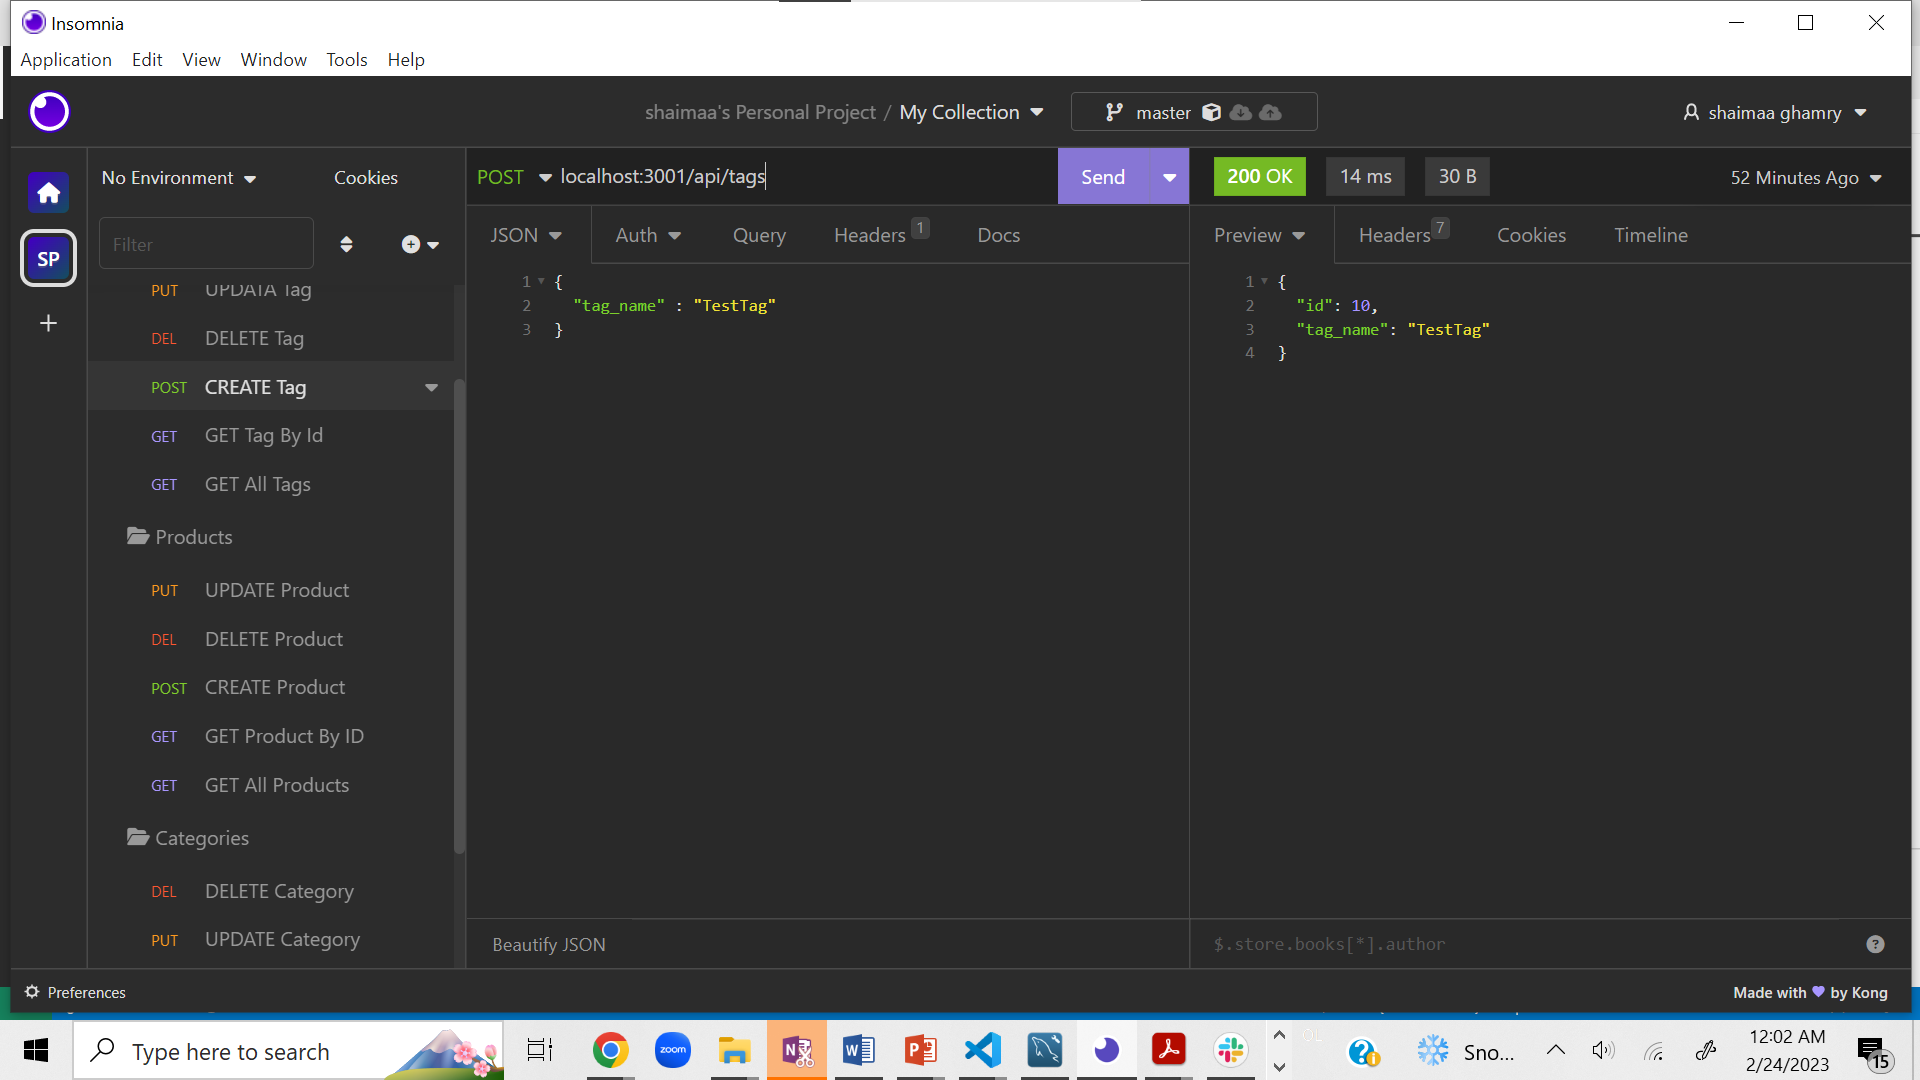 Insomnia
Application Edit View Window Tools Help
shaimaa's Personal Project / My Collection
master
shaimaa ghamry
SP
No Environment
Cookies
Filter
PUT UPDATA Tag
DEL DELETE Tag
POST CREATE Tag
GET GET Tag By Id
GET GET All Tags
Products
PUT UPDATE Product
DEL DELETE Product
POST CREATE Product
GET GET Product By ID
GET GET All Products
Categories
DEL DELETE Category
PUT UPDATE Category
POST localhost:3001/api/tags
Send
JSON Auth Query Headers 1 Docs
1 {
2 "tag_name" : "TestTag"
3 }
Beautify JSON
200 OK 14 ms 30 B 52 Minutes Ago
Preview Headers 7 Cookies Timeline
1 {
2 "id": 10,
3 "tag_name": "TestTag"
4 }
$.store.books[*].author
?
Preferences
Made with by Kong
Type here to search
zoom
Sno...
12:02 AM
2/24/2023
15